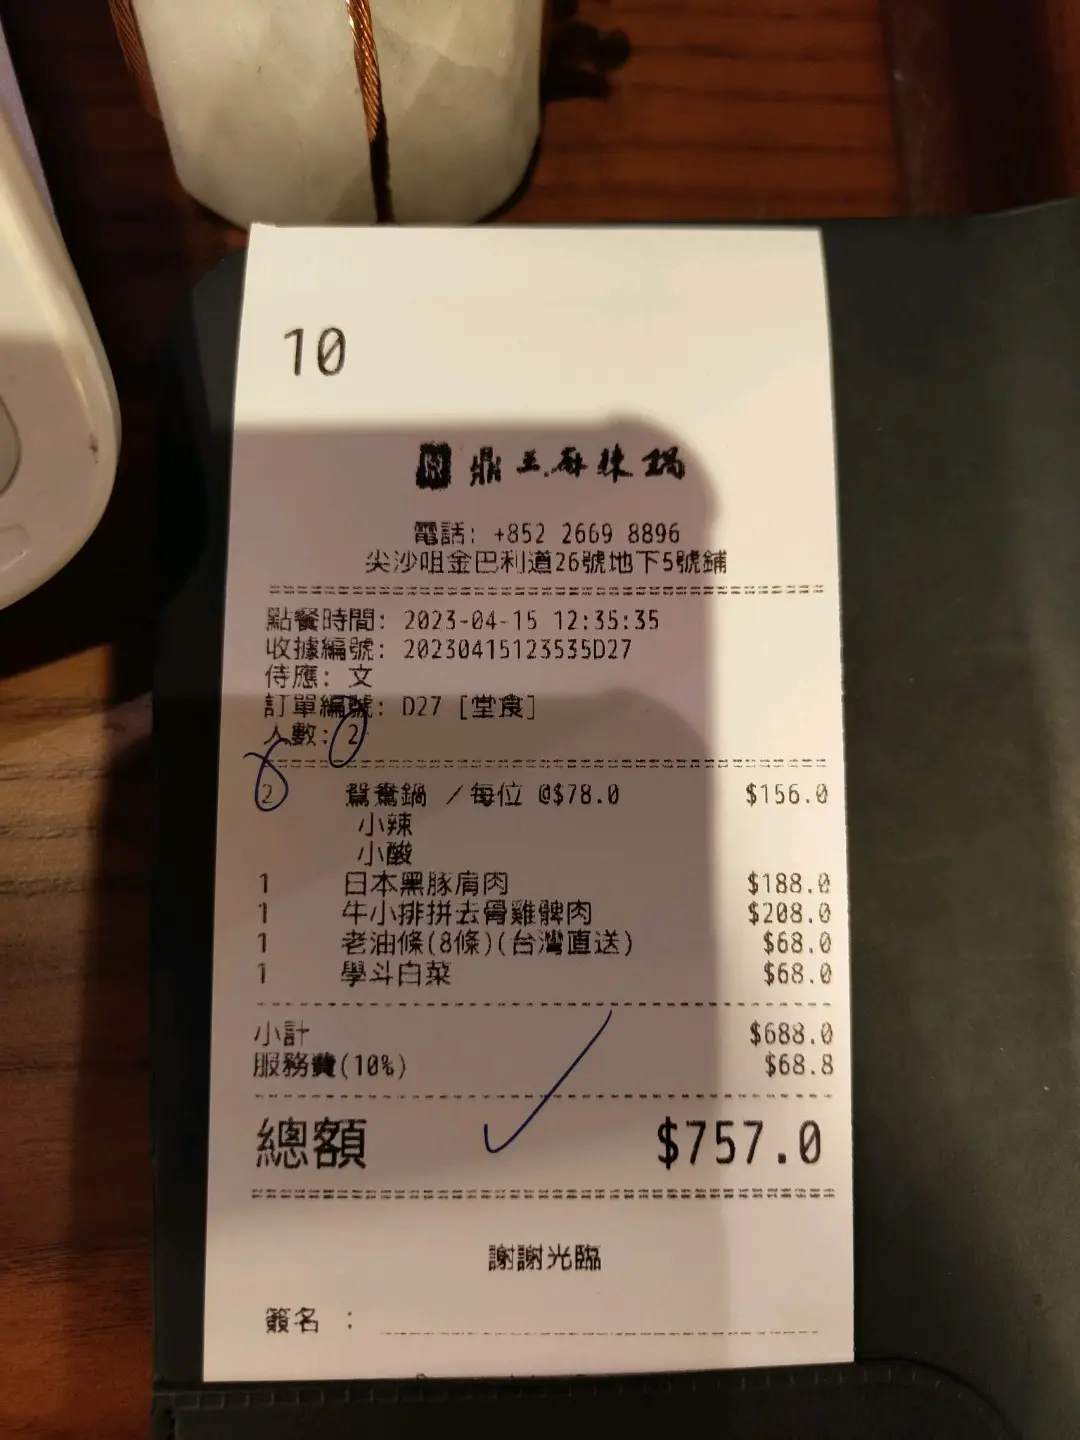 10
鼎王麻辣鍋
電話: +852 2669 8896
尖沙咀金巴利道26號地下5號鋪
點餐時間: 2023-04-15 12:35:35
收據編號: 20230415123535D27
侍應: 文
訂單編號: D27 [堂食]
人數: 2
2 鴛鴦鍋 / 每位 @$78.0 $156.0
小辣
小酸
1 日本黑豚肩肉 $188.0
1 牛小排拼去骨雞髀肉 $208.0
1 老油條(8條)(台灣直送) $68.0
1 學斗白菜 $68.0
小計 $688.0
服務費(10%) $68.8
總額 $757.0
謝謝光臨
簽名 :